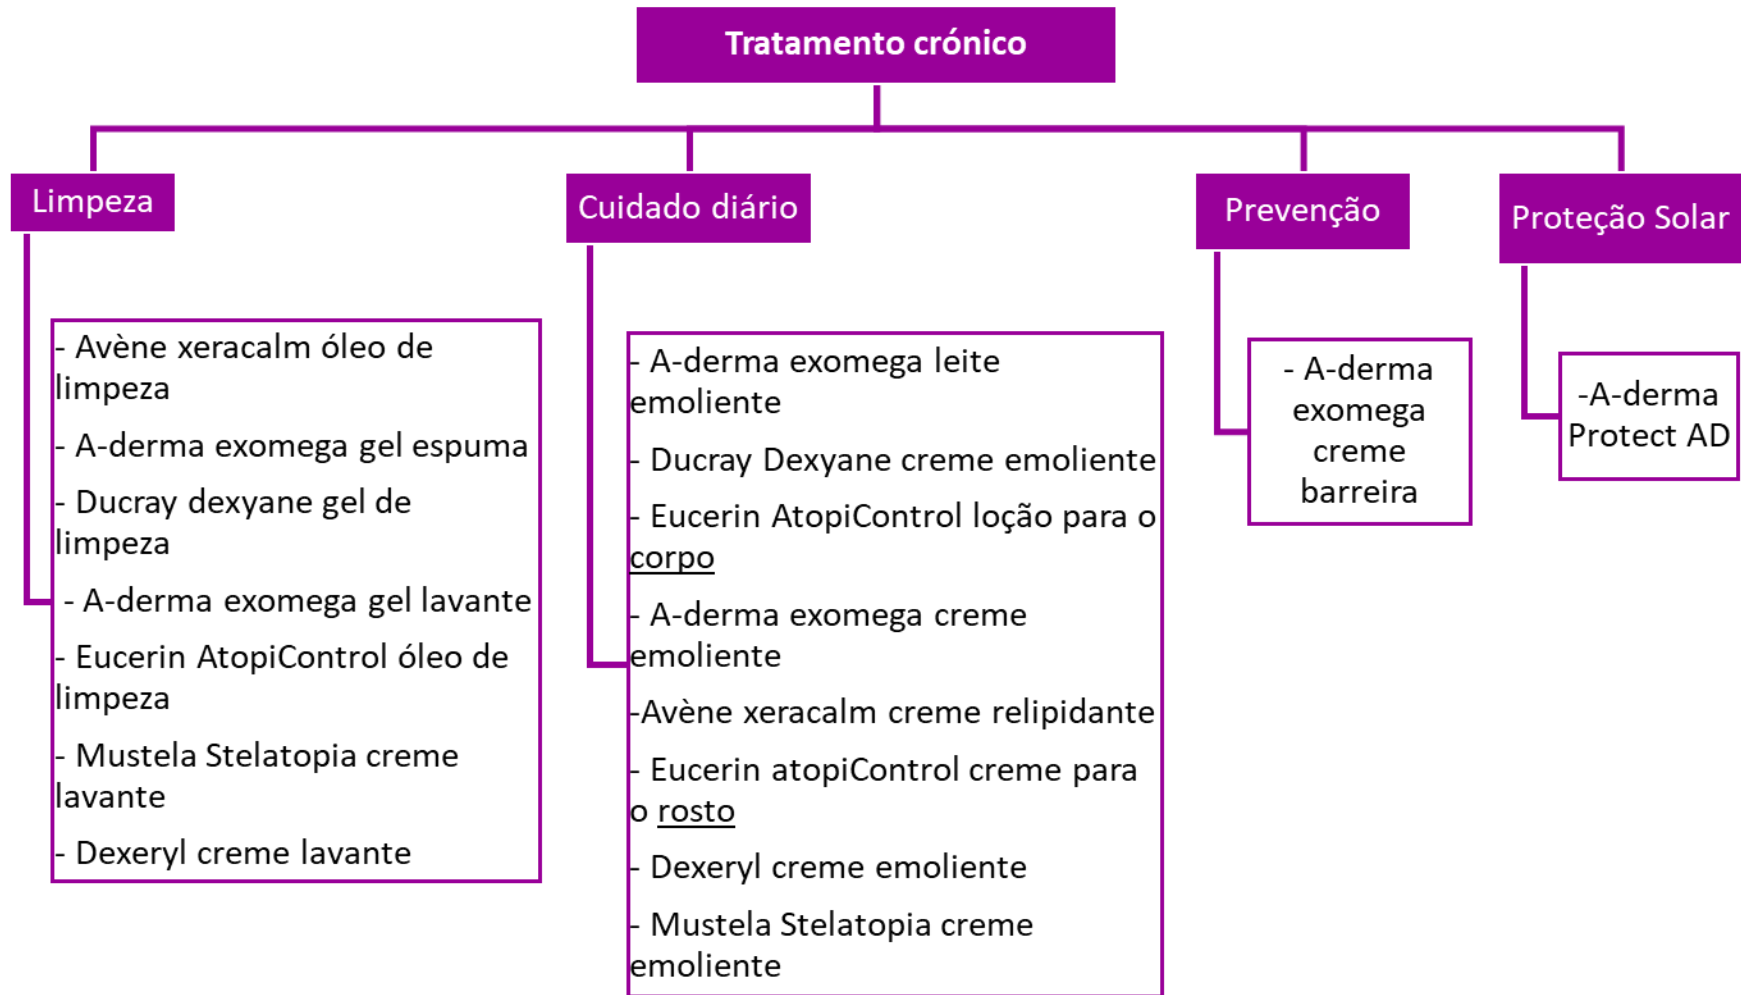 Tratamento crónico
Limpeza
Cuidado diário
Prevenção
Proteção Solar
- Avène xeracalm óleo de
limpeza
- A-derma exomega gel espuma
- Ducray dexyane gel de
limpeza
- A-derma exomega gel lavante
- Eucerin AtopiControl óleo de
limpeza
- Mustela Stelatopia creme
lavante
- Dexeryl creme lavante
- A-derma exomega leite
emoliente
- Ducray Dexyane creme emoliente
- Eucerin AtopiControl loção para o
corpo
- A-derma exomega creme
emoliente
-Avène xeracalm creme relipidante
- Eucerin atopiControl creme para
o rosto
- Dexeryl creme emoliente
- Mustela Stelatopia creme
emoliente
- A-derma
exomega
creme
barreira
-A-derma
Protect AD